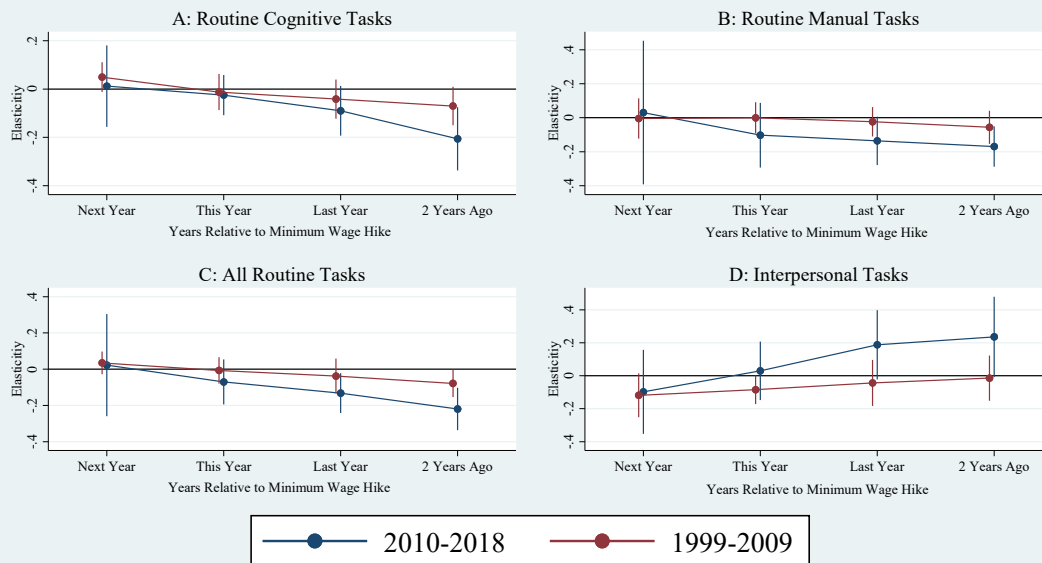 A: Routine Cognitive Tasks
Elasticitiy
.2
0
-.2
-.4
Next Year
This Year
Last Year
2 Years Ago
Years Relative to Minimum Wage Hike
B: Routine Manual Tasks
Elasticitiy
.4
.2
0
-.2
-.4
Next Year
This Year
Last Year
2 Years Ago
Years Relative to Minimum Wage Hike
C: All Routine Tasks
Elasticitiy
.4
.2
0
-.2
-.4
Next Year
This Year
Last Year
2 Years Ago
Years Relative to Minimum Wage Hike
D: Interpersonal Tasks
Elasticitiy
.4
.2
0
-.2
-.4
Next Year
This Year
Last Year
2 Years Ago
Years Relative to Minimum Wage Hike
2010-2018
1999-2009